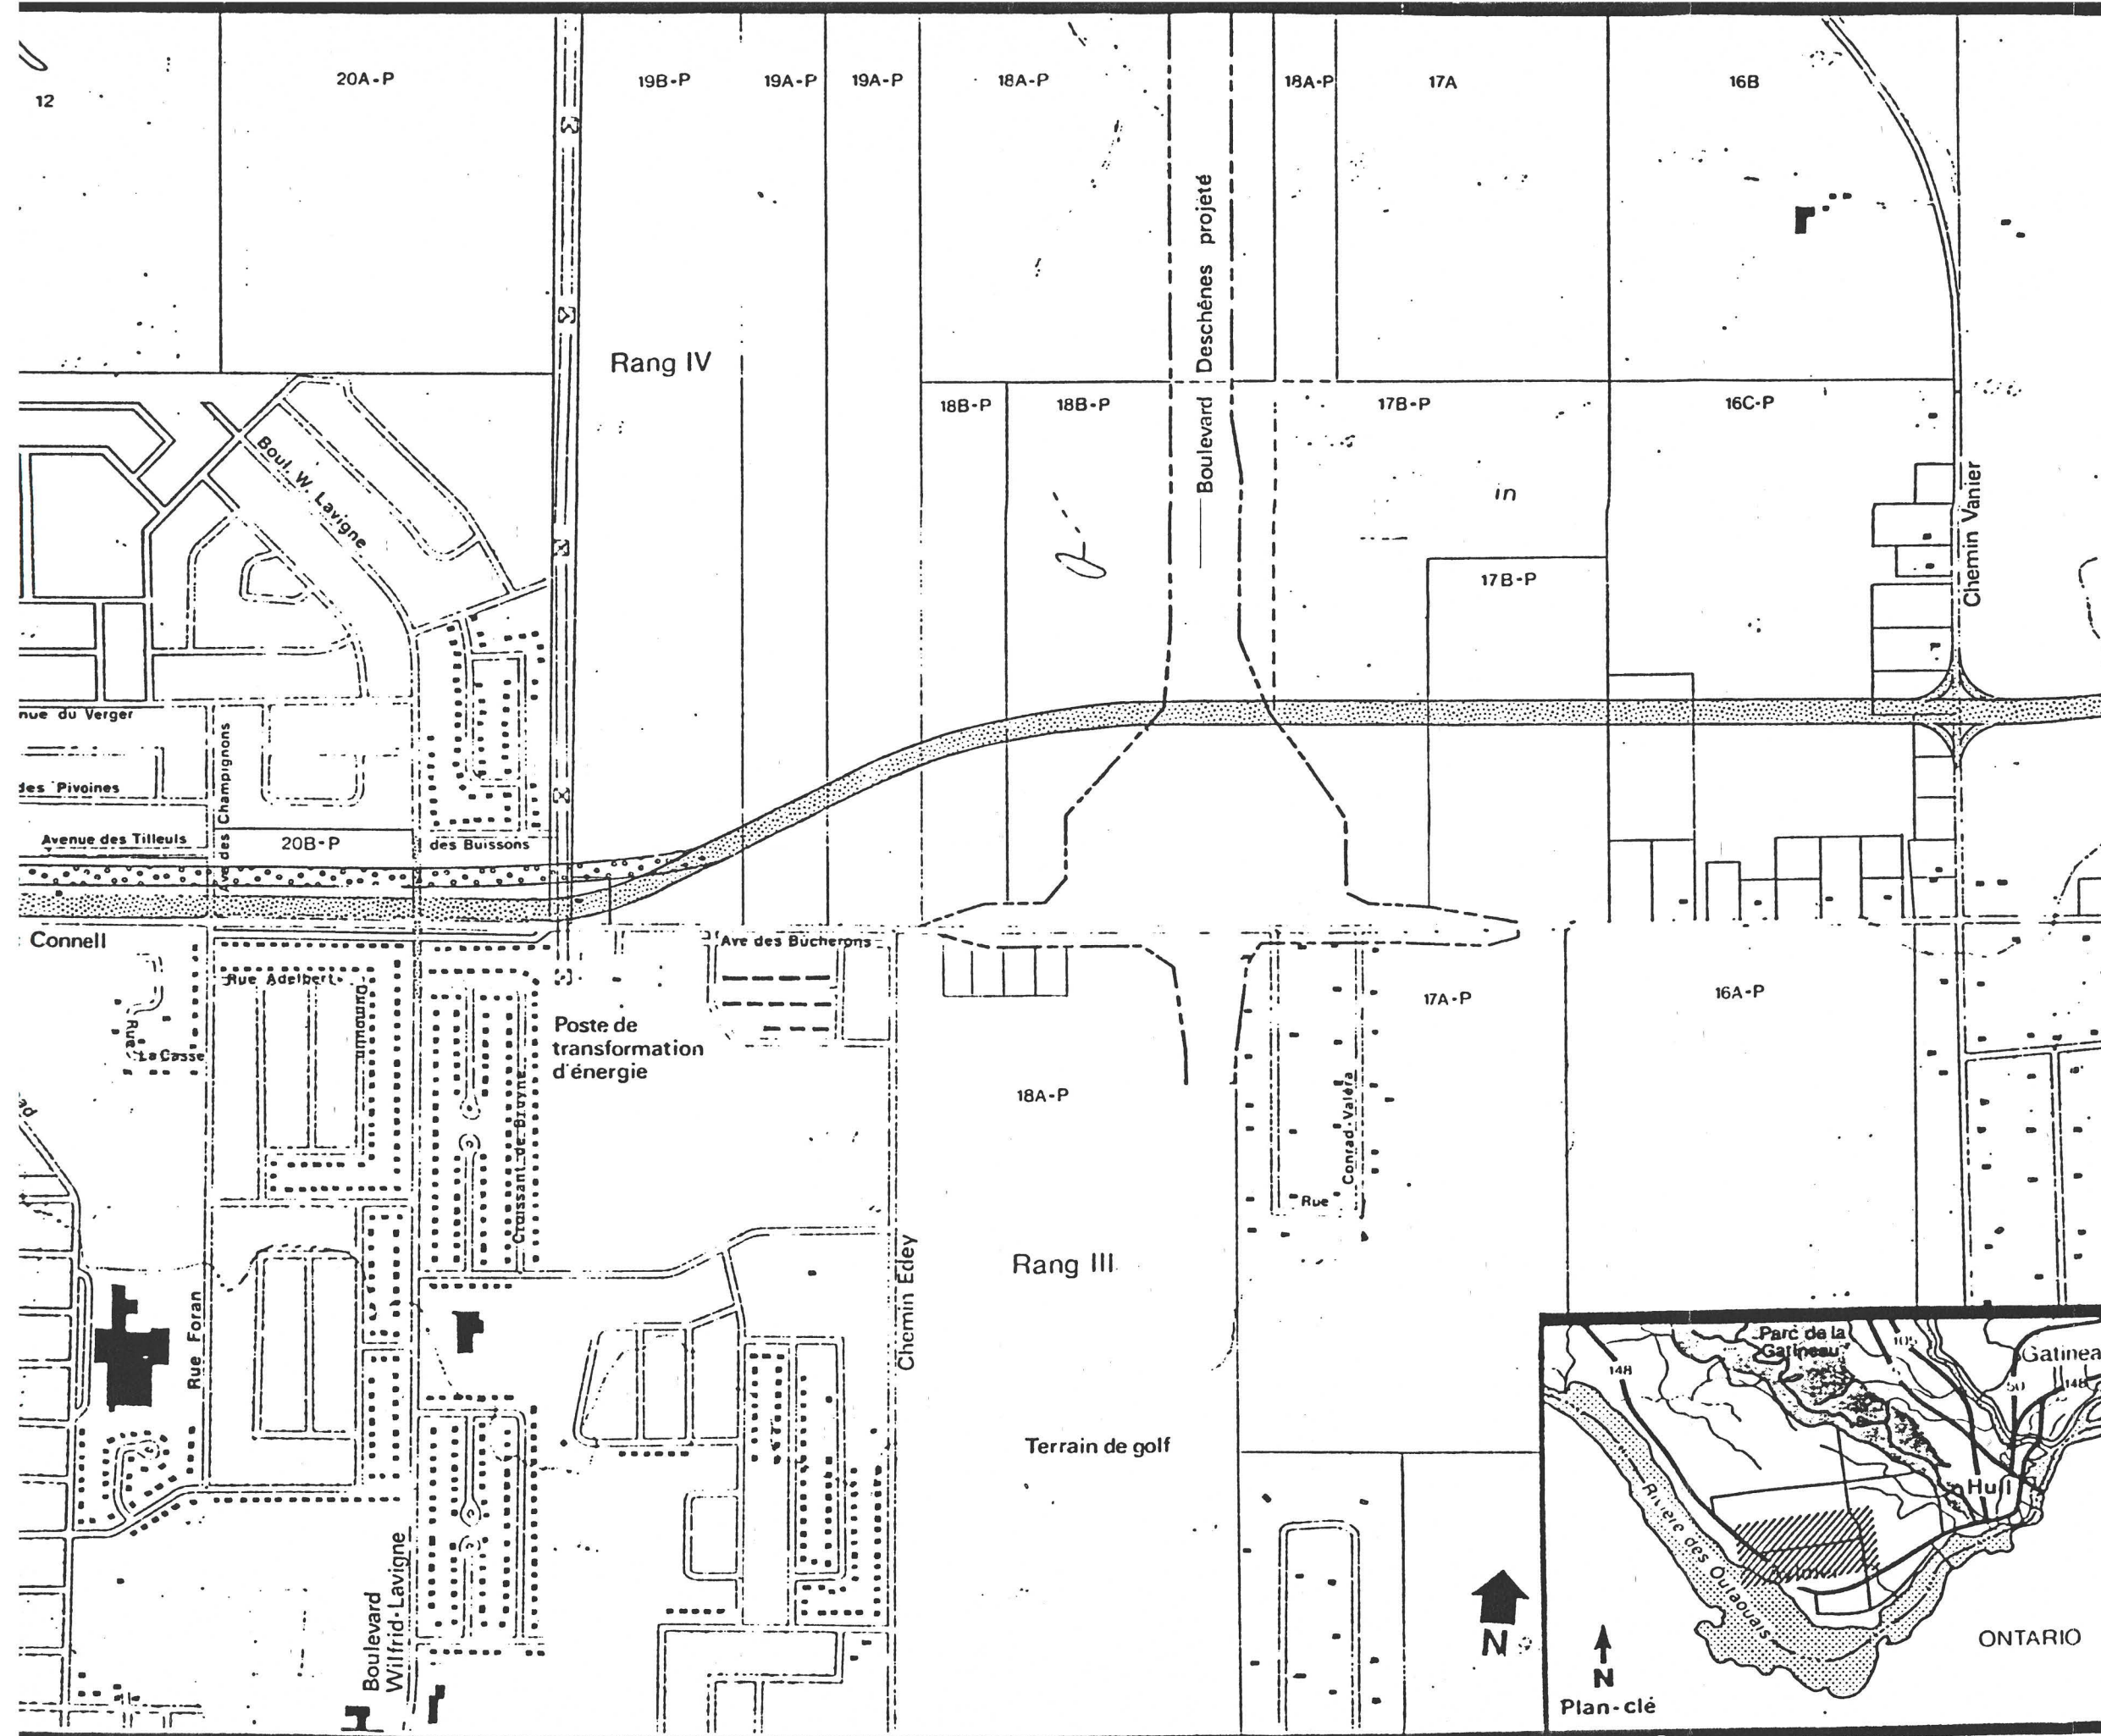 20A-P
19B-P
19A-P
19A-P
18A-P
18A-P
17A
16B
12
Boulevard Deschênes projeté
Rang IV
18B-P
18B-P
17B-P
16C-P
Boul. W. Lavigne
in
Chemin Vanier
17B-P
nue du Verger
Ave des Champignons
des Pivoines
Avenue des Tilleuls
20B-P
des Buissons
Connell
Ave des Bûcherons
Rue Adelbert
17A-P
16A-P
Poste de
transformation
d'énergie
Rue
La Casse
Croissant de Bruyne
18A-P
Conrad-Valéra
Rue
Rang III
Chemin Edey
Rue Foran
Terrain de golf
Boulevard
Wilfrid-Lavigne
N
Parc de la
Gatineau
105
Gatinea
148
50
148
Hull
Rivière des Outaouais
ONTARIO
N
Plan-clé